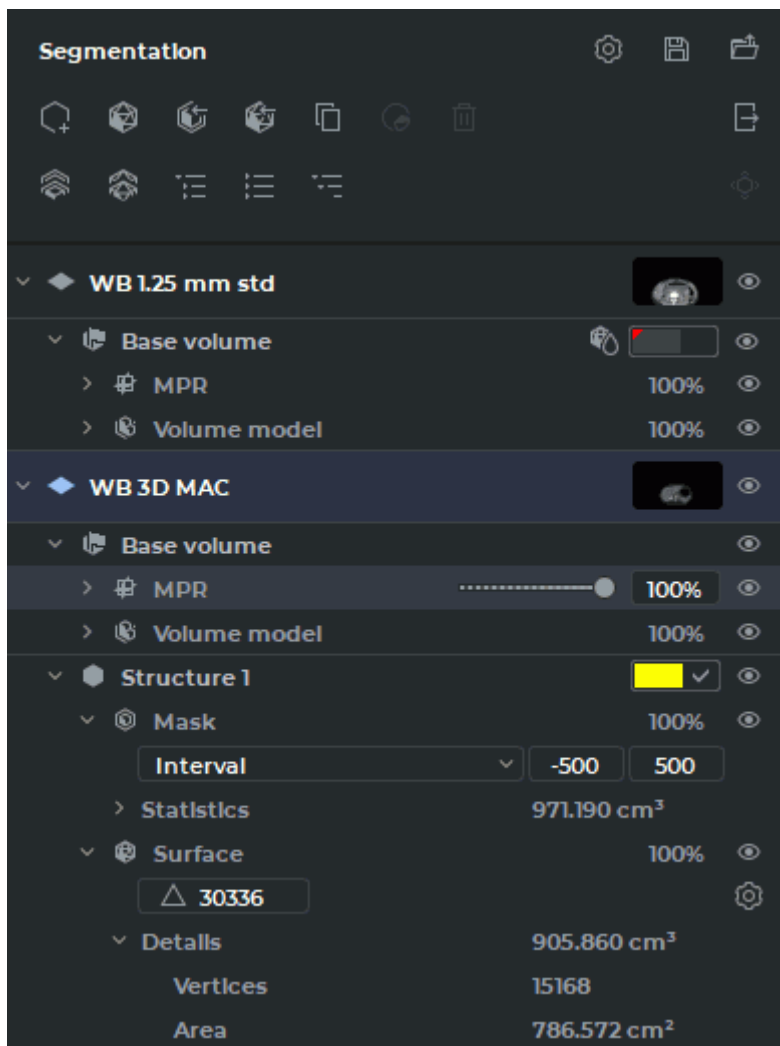 Segmentation
WB 1.25 mm std
Base volume
MPR 100%
Volume model 100%
WB 3D MAC
Base volume
MPR 100%
Volume model 100%
Structure 1
Mask 100%
Interval -500 500
Statistics 971.190 cm³
Surface 100%
30336
Details 905.860 cm³
Vertices 15168
Area 786.572 cm²